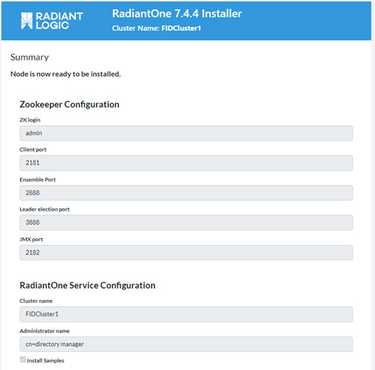 RADIANT
LOGIC
RadiantOne 7.4.4 Installer
Cluster Name: FIDCluster1
Summary
Node is now ready to be installed.
Zookeeper Configuration
ZK login
admin
Client port
2181
Ensemble Port
2888
Leader election port
3888
JMX port
2182
RadiantOne Service Configuration
Cluster name
FIDCluster1
Administrator name
cn=directory manager
Install Samples